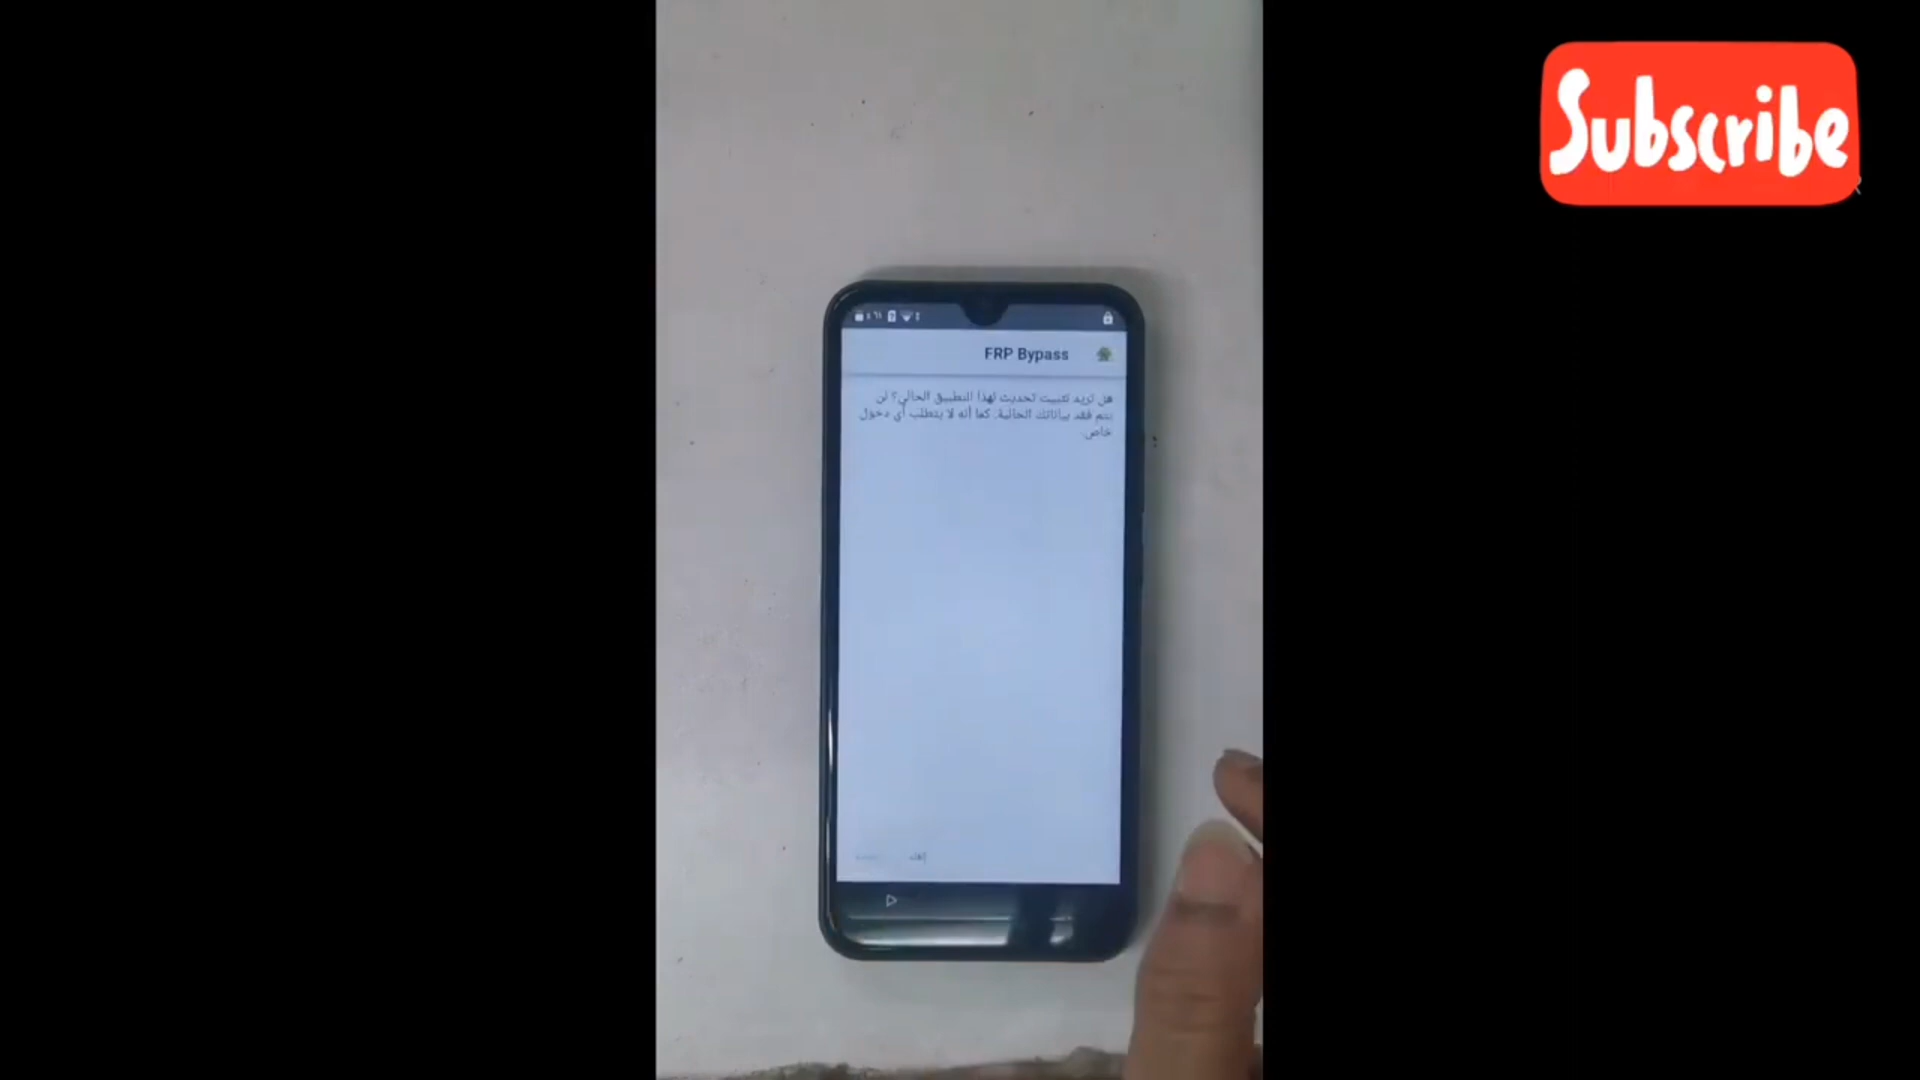 Subscribe
FRP Bypass
هل تريد تثبيت تحديث لهذا التطبيق الحالي؟ لن
يتم فقد بياناتك الحالية. كما أنه لا يتطلب أي دخول
خاص.
إلغاء